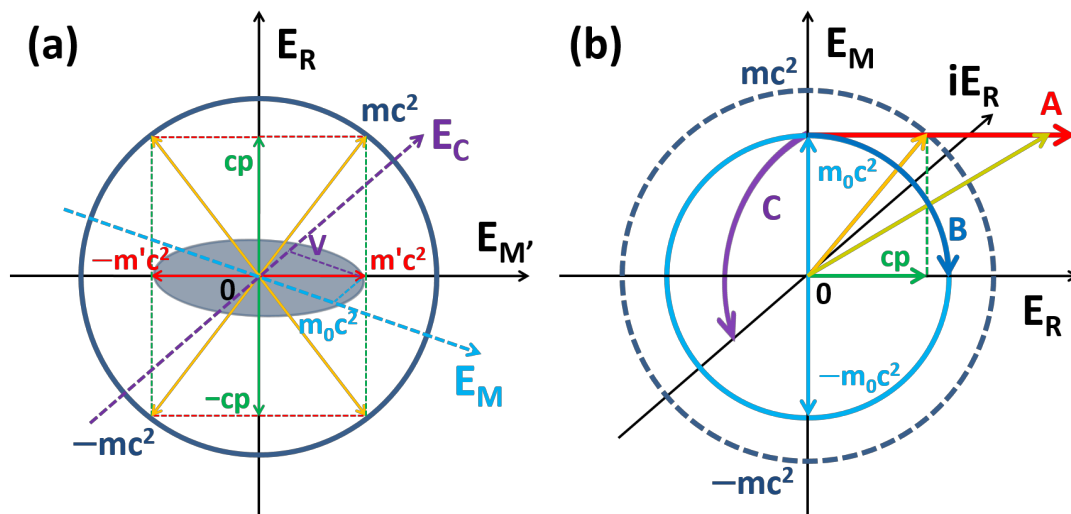 (a)
E_R
mc²
E_C
cp
V
E_M'
−m'c²
m'c²
0
m₀c²
E_M
−cp
−mc²
(b)
E_M
mc²
iE_R
A
m₀c²
C
B
cp
0
E_R
−m₀c²
−mc²